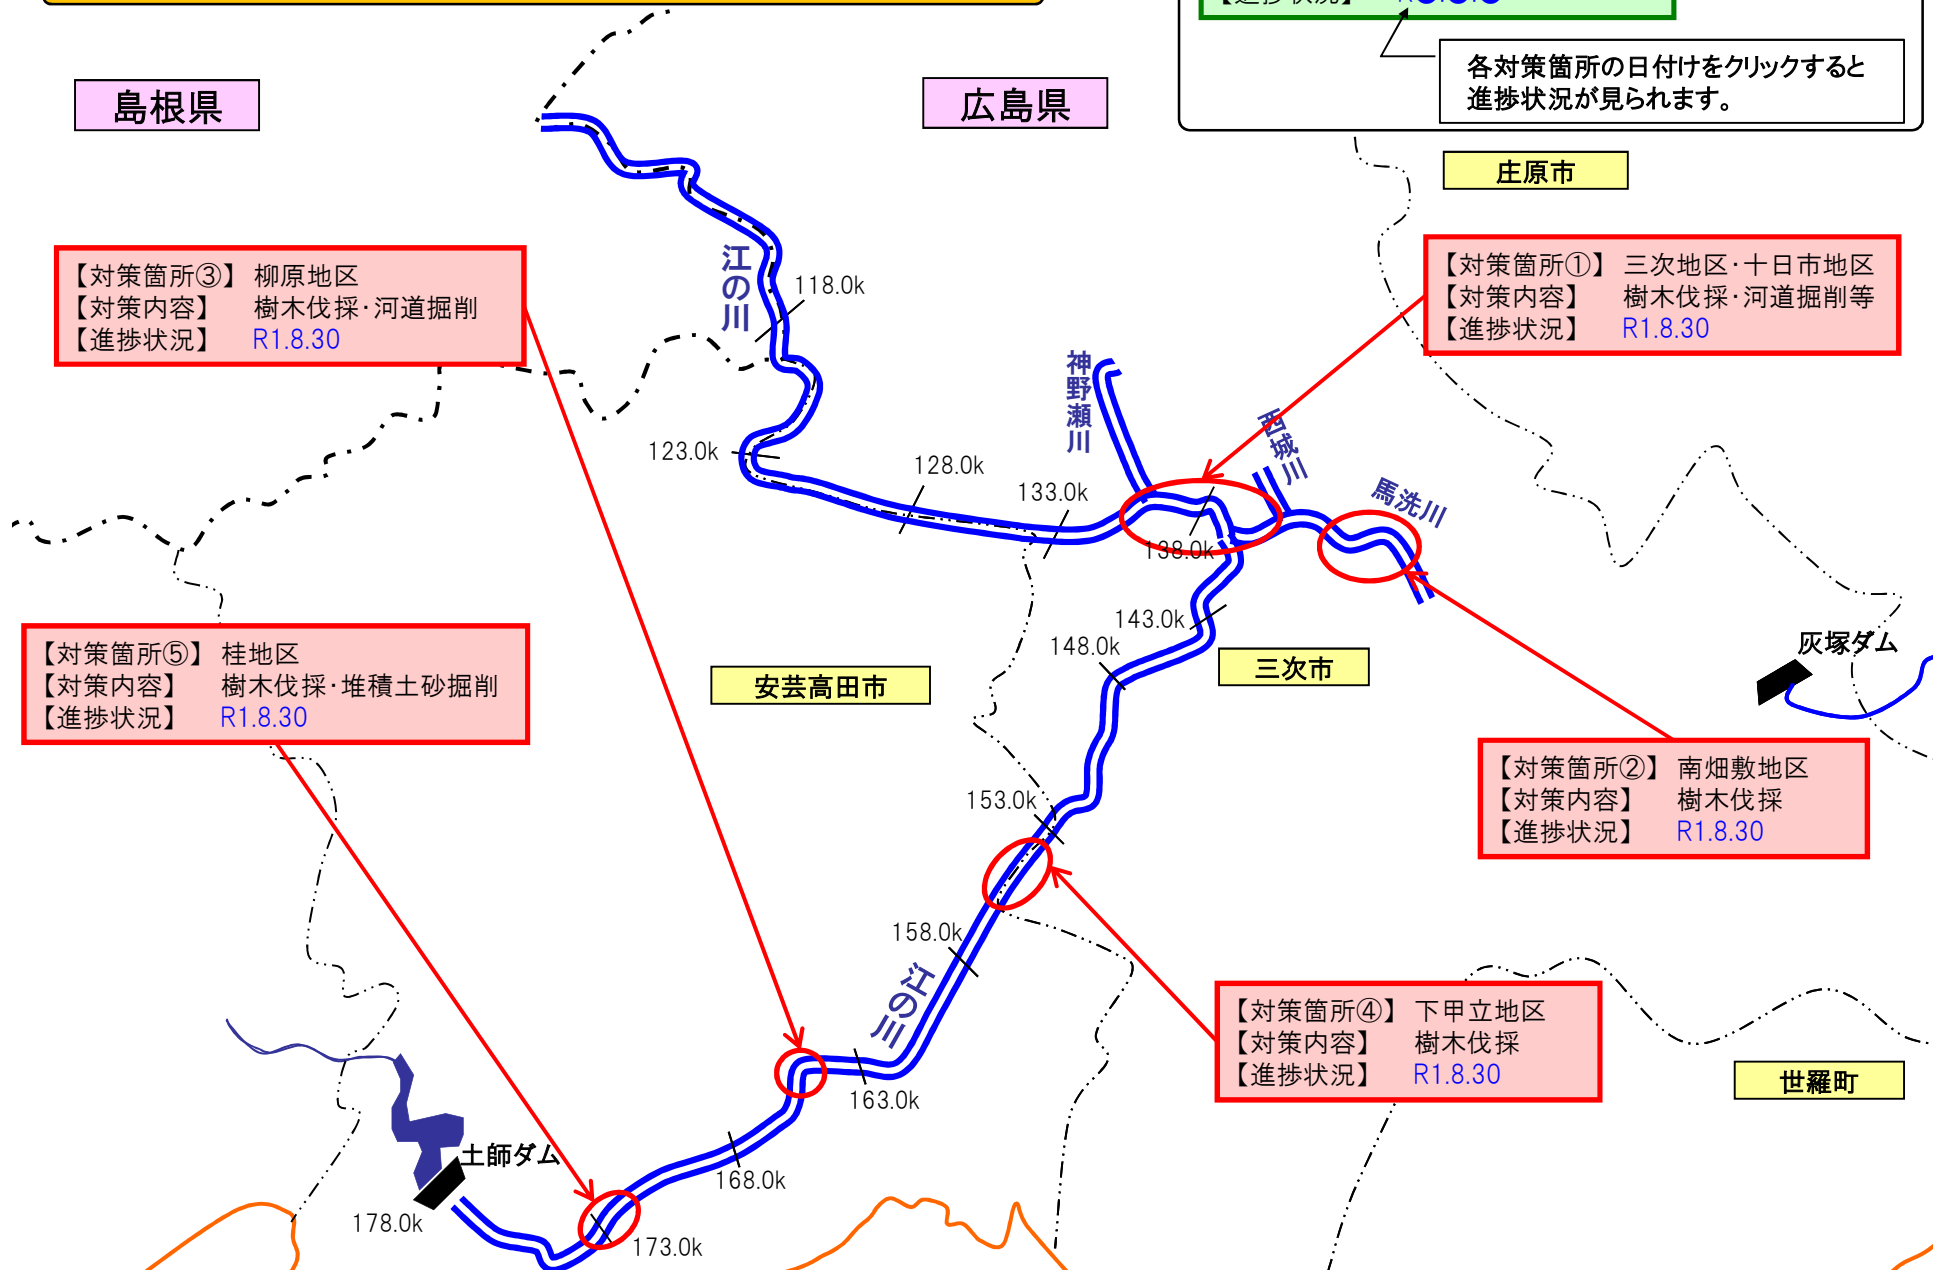 各対策箇所の日付けをクリックすると
進捗状況が見られます。
島根県
広島県
庄原市
【対策箇所③】 柳原地区
【対策内容】 樹木伐採・河道掘削
【進捗状況】 R1.8.30
江の川
118.0k
【対策箇所①】 三次地区・十日市地区
【対策内容】 樹木伐採・河道掘削等
【進捗状況】 R1.8.30
神野瀬川
西城川
馬洗川
123.0k
128.0k
133.0k
138.0k
143.0k
148.0k
【対策箇所⑤】 桂地区
【対策内容】 樹木伐採・堆積土砂掘削
【進捗状況】 R1.8.30
安芸高田市
三次市
灰塚ダム
【対策箇所②】 南畑敷地区
【対策内容】 樹木伐採
【進捗状況】 R1.8.30
153.0k
158.0k
江の川
【対策箇所④】 下甲立地区
【対策内容】 樹木伐採
【進捗状況】 R1.8.30
世羅町
163.0k
土師ダム
168.0k
178.0k
173.0k